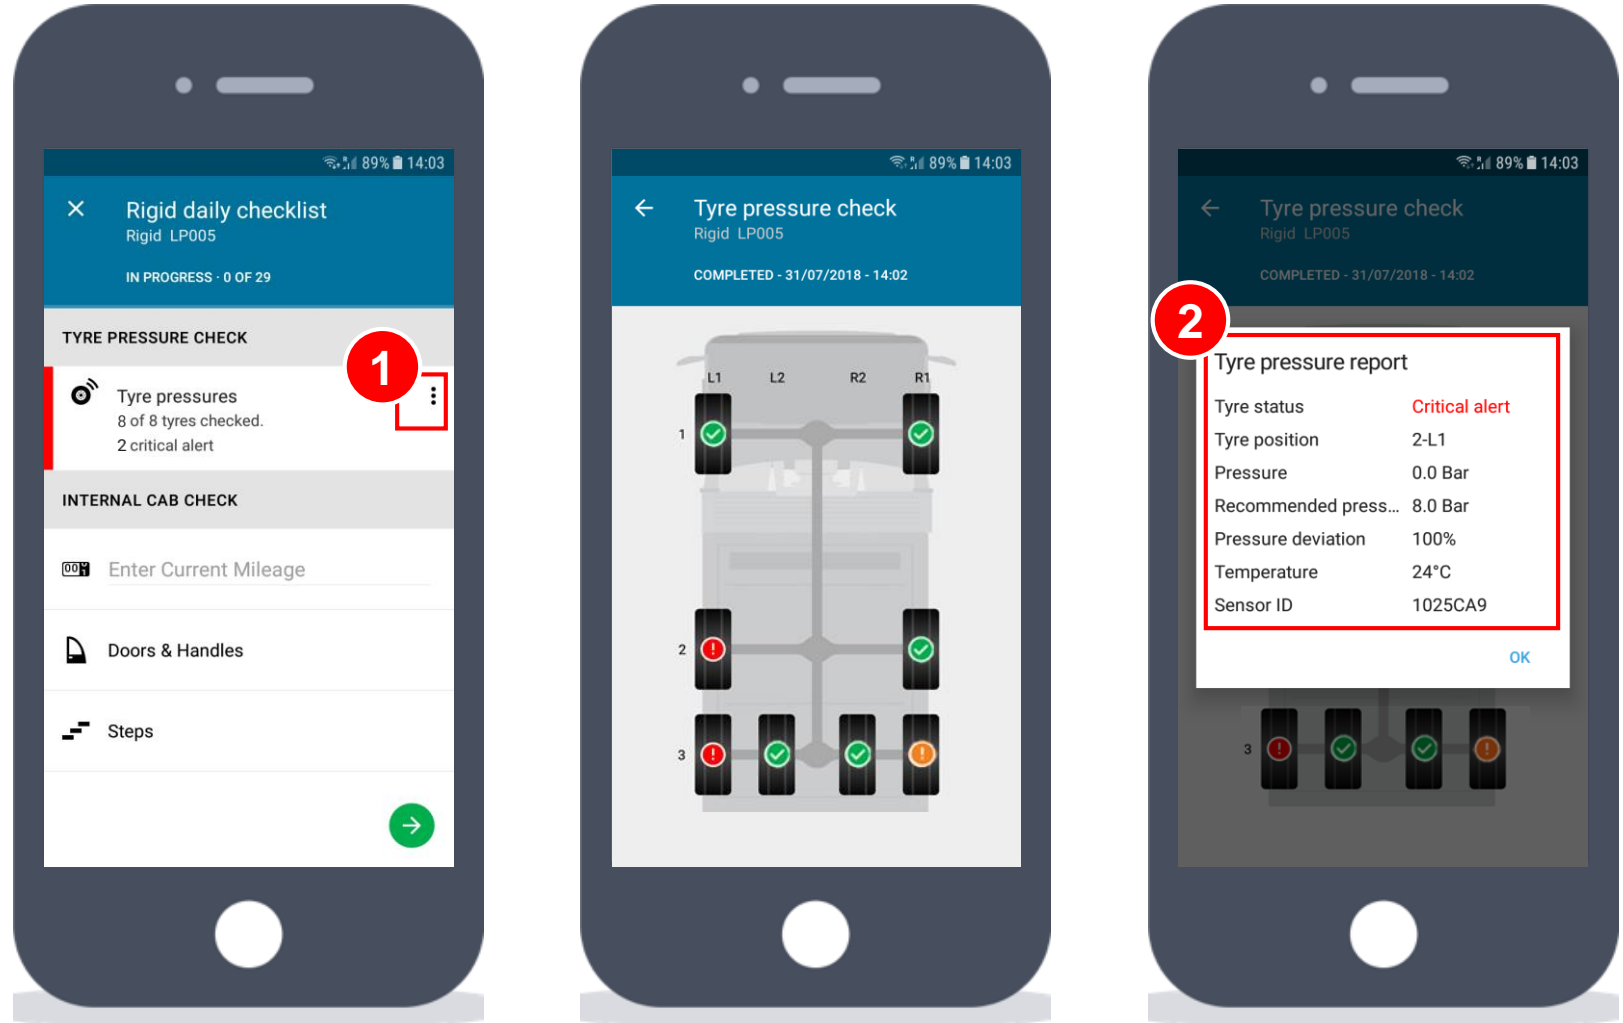 89% 14:03
Rigid daily checklist
Rigid LP005
IN PROGRESS · 0 OF 29
TYRE PRESSURE CHECK
1
Tyre pressures
8 of 8 tyres checked.
2 critical alert
INTERNAL CAB CHECK
Enter Current Mileage
Doors & Handles
Steps
89% 14:03
Tyre pressure check
Rigid LP005
COMPLETED - 31/07/2018 - 14:02
L1 L2 R2 R1
1
2
3
89% 14:03
Tyre pressure check
Rigid LP005
COMPLETED - 31/07/2018 - 14:02
2
Tyre pressure report
Tyre status Critical alert
Tyre position 2-L1
Pressure 0.0 Bar
Recommended press... 8.0 Bar
Pressure deviation 100%
Temperature 24°C
Sensor ID 1025CA9
OK
3